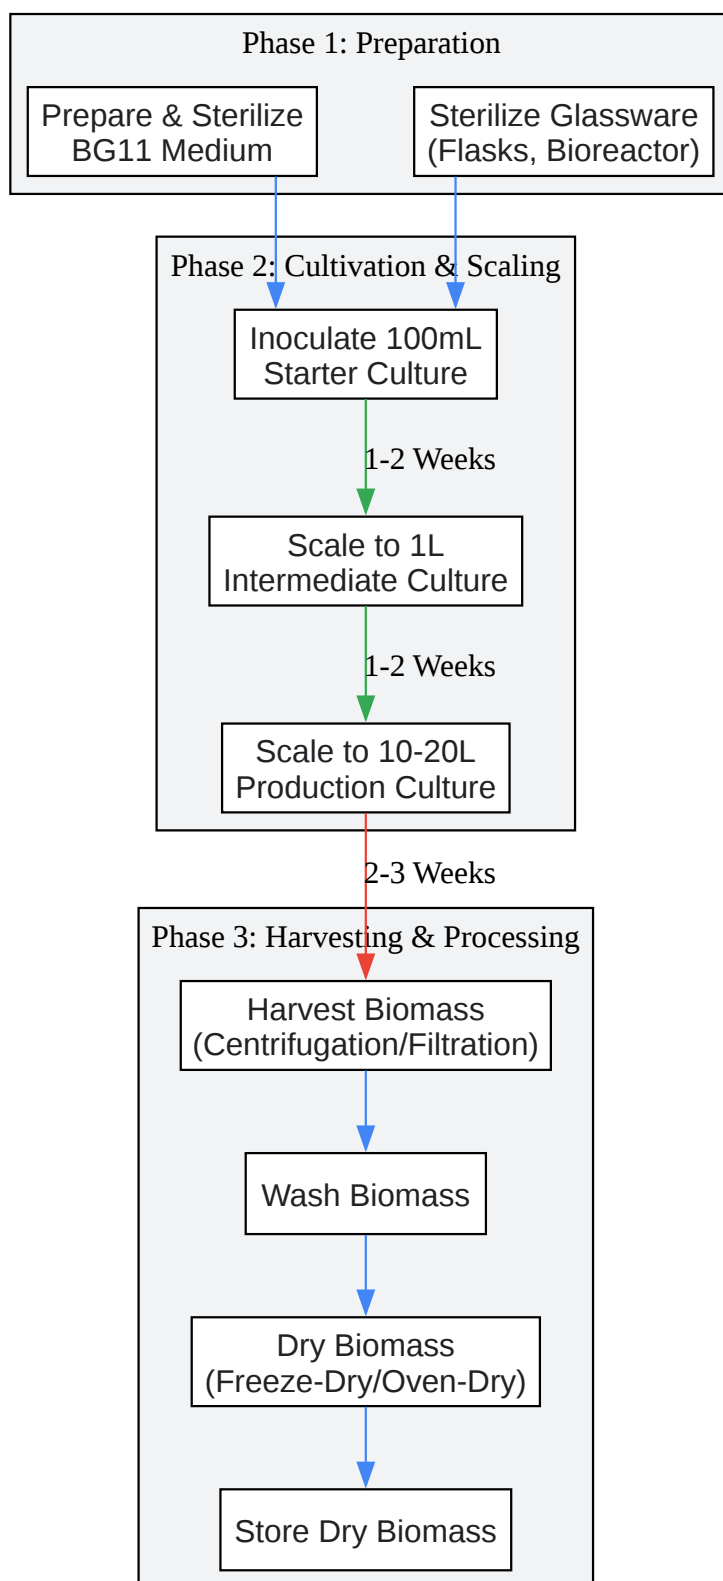 Phase 1: Preparation
Prepare & Sterilize
BG11 Medium
Sterilize Glassware
(Flasks, Bioreactor)
Phase 2: Cultivation & Scaling
Inoculate 100mL
Starter Culture
1-2 Weeks
Scale to 1L
Intermediate Culture
1-2 Weeks
Scale to 10-20L
Production Culture
2-3 Weeks
Phase 3: Harvesting & Processing
Harvest Biomass
(Centrifugation/Filtration)
Wash Biomass
Dry Biomass
(Freeze-Dry/Oven-Dry)
Store Dry Biomass